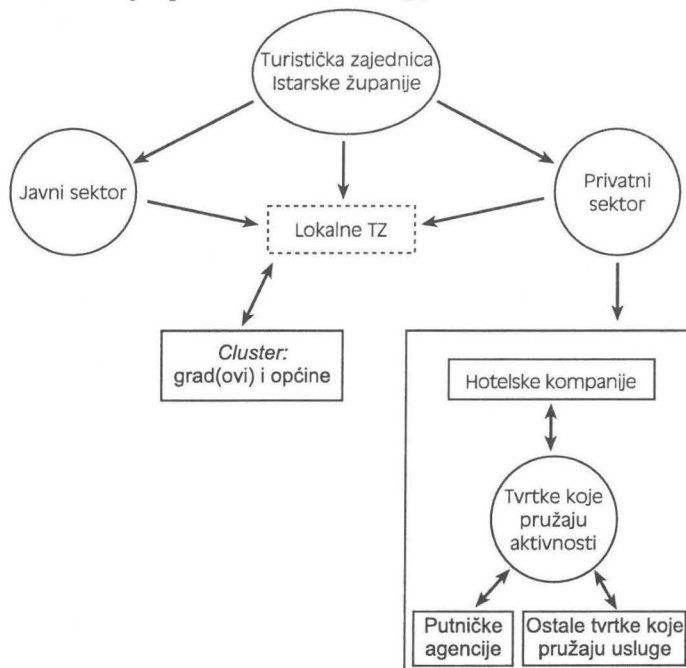 Turistička zajednica
Istarske županije
Javni sektor
Privatni
sektor
Lokalne TZ
Cluster:
grad(ovi) i općine
Hotelske kompanije
Tvrtke koje
pružaju
aktivnosti
Putničke
agencije
Ostale tvrtke koje
pružaju usluge